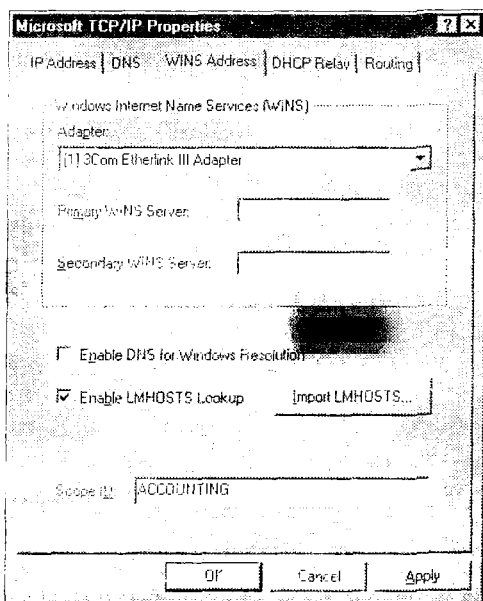 Microsoft TCP/IP Properties ? X
IP Address DNS WINS Address DHCP Relay Routing
Windows Internet Name Services (WINS)
Adapter:
[1] 3Com Etherlink III Adapter
Primary WINS Server:
Secondary WINS Server:
Enable DNS for Windows Resolution
Enable LMHOSTS Lookup Import LMHOSTS...
Scope ID: ACCOUNTING
OK Cancel Apply